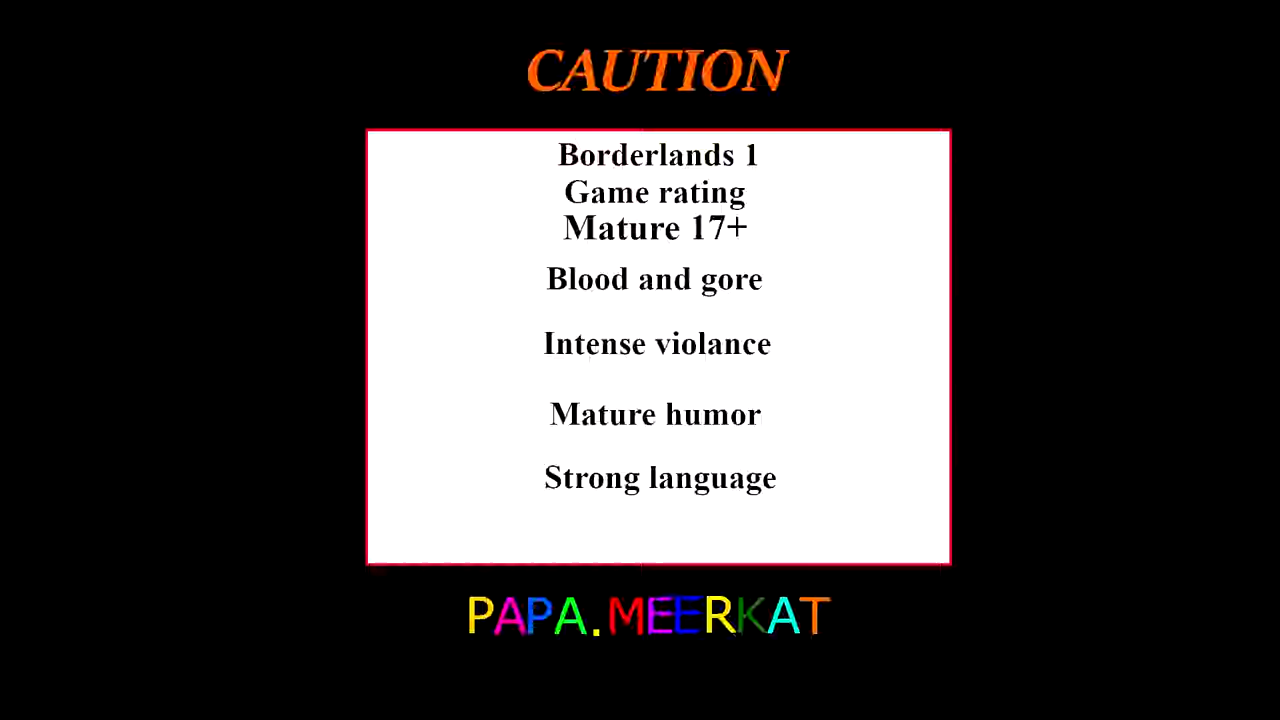 CAUTION
Borderlands 1
Game rating
Mature 17+
Blood and gore
Intense violance
Mature humor
Strong language
PAPA.MEERKAT